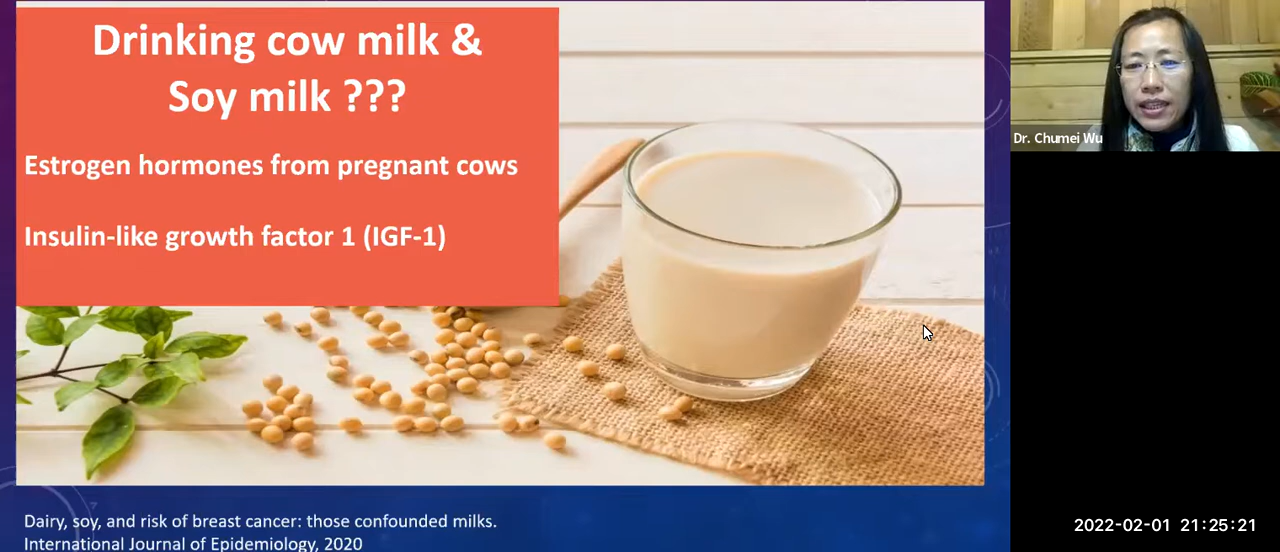 Drinking cow milk &
Soy milk ???
Estrogen hormones from pregnant cows
Insulin-like growth factor 1 (IGF-1)
Dairy, soy, and risk of breast cancer: those confounded milks.
International Journal of Epidemiology, 2020
Dr. Chumei Wu
2022-02-01 21:25:21